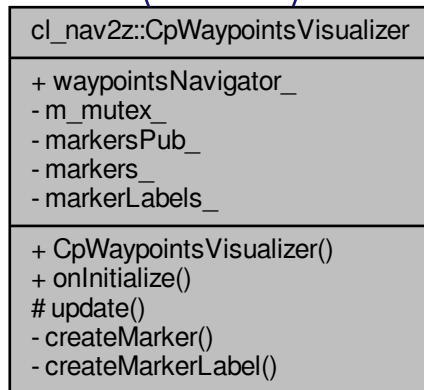 cl_nav2z::CpWaypointsVisualizer
+ waypointsNavigator_
- m_mutex_
- markersPub_
- markers_
- markerLabels_
+ CpWaypointsVisualizer()
+ onInitialize()
# update()
- createMarker()
- createMarkerLabel()